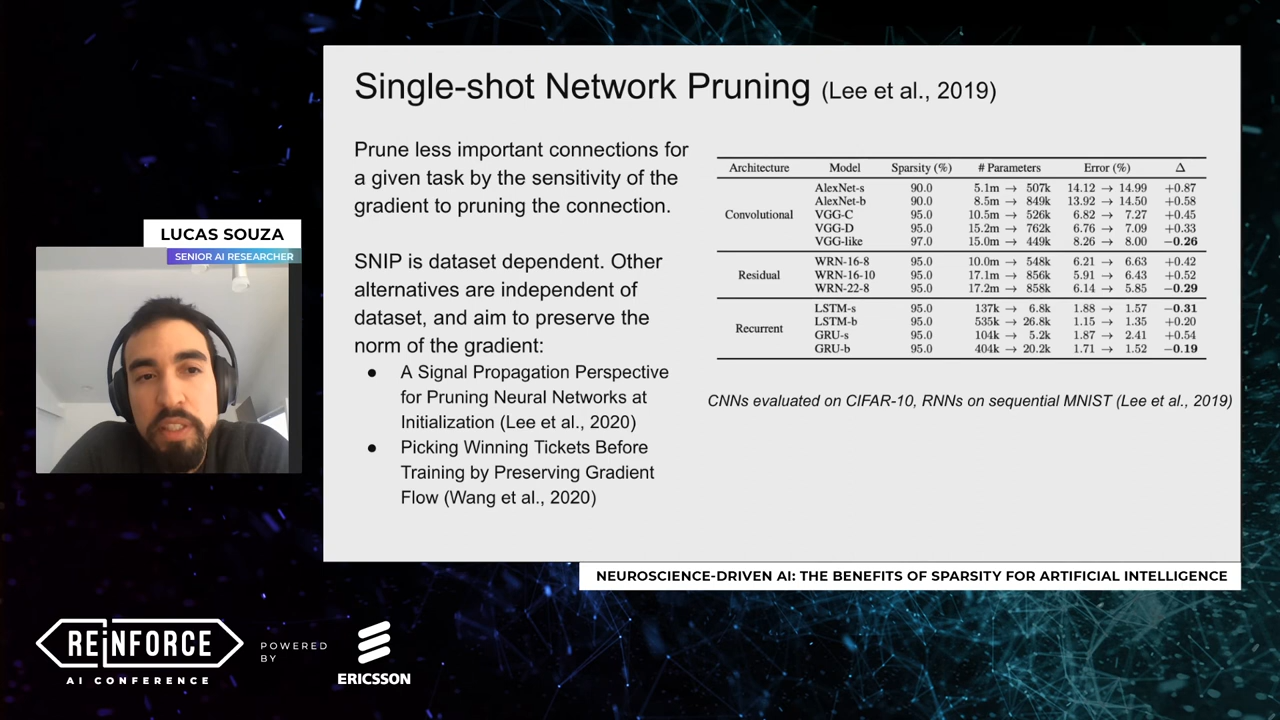 Single-shot Network Pruning (Lee et al., 2019)
Prune less important connections for
a given task by the sensitivity of the
gradient to pruning the connection.
SNIP is dataset dependent. Other
alternatives are independent of
dataset, and aim to preserve the
norm of the gradient:
● A Signal Propagation Perspective
for Pruning Neural Networks at
Initialization (Lee et al., 2020)
● Picking Winning Tickets Before
Training by Preserving Gradient
Flow (Wang et al., 2020)
Architecture Model Sparsity (%) # Parameters Error (%) Δ
AlexNet-s 90.0 5.1m → 507k 14.12 → 14.99 +0.87
AlexNet-b 90.0 8.5m → 849k 13.92 → 14.50 +0.58
Convolutional VGG-C 95.0 10.5m → 526k 6.82 → 7.27 +0.45
VGG-D 95.0 15.2m → 762k 6.76 → 7.09 +0.33
VGG-like 97.0 15.0m → 449k 8.26 → 8.00 −0.26
WRN-16-8 95.0 10.0m → 548k 6.21 → 6.63 +0.42
Residual WRN-16-10 95.0 17.1m → 856k 5.91 → 6.43 +0.52
WRN-22-8 95.0 17.2m → 858k 6.14 → 5.85 −0.29
LSTM-s 95.0 137k → 6.8k 1.88 → 1.57 −0.31
LSTM-b 95.0 535k → 26.8k 1.15 → 1.35 +0.20
Recurrent GRU-s 95.0 104k → 5.2k 1.87 → 2.41 +0.54
GRU-b 95.0 404k → 20.2k 1.71 → 1.52 −0.19
CNNs evaluated on CIFAR-10, RNNs on sequential MNIST (Lee et al., 2019)
LUCAS SOUZA
SENIOR AI RESEARCHER
NEUROSCIENCE-DRIVEN AI: THE BENEFITS OF SPARSITY FOR ARTIFICIAL INTELLIGENCE
REiNFORCE
AI CONFERENCE
POWERED
BY
ERICSSON